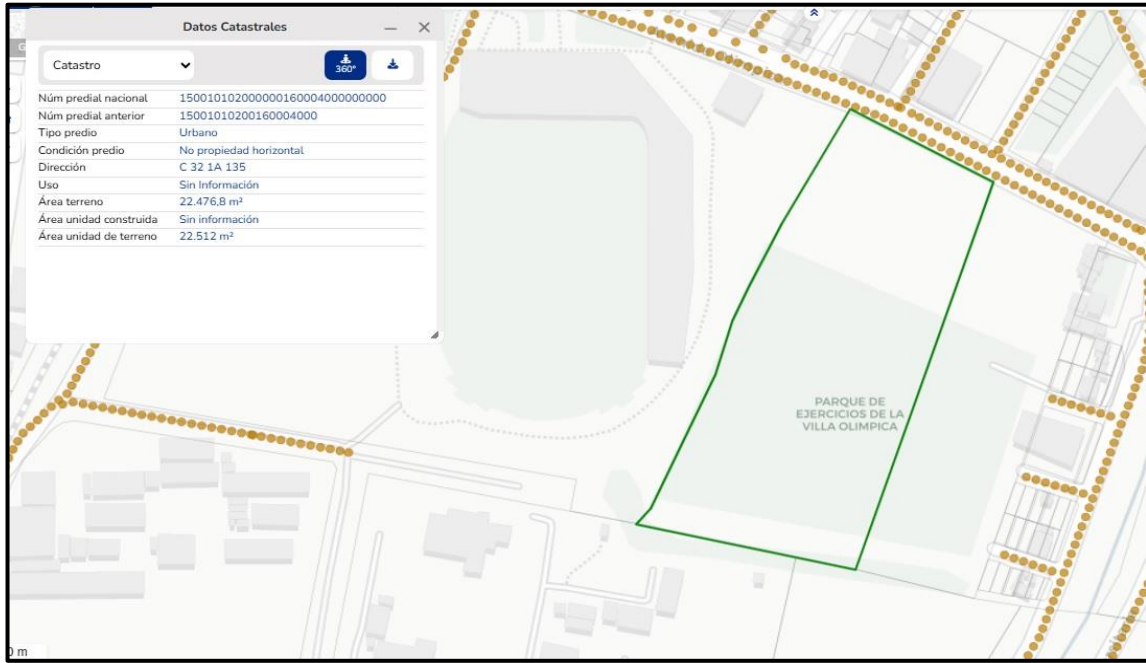 Datos Catastrales
Catastro
360°
Núm predial nacional 150010102000000160004000000000
Núm predial anterior 15001010200160004000
Tipo predio Urbano
Condición predio No propiedad horizontal
Dirección C 32 1A 135
Uso Sin Información
Área terreno 22.476,8 m²
Área unidad construida Sin información
Área unidad de terreno 22.512 m²
PARQUE DE
EJERCICIOS DE LA
VILLA OLIMPICA